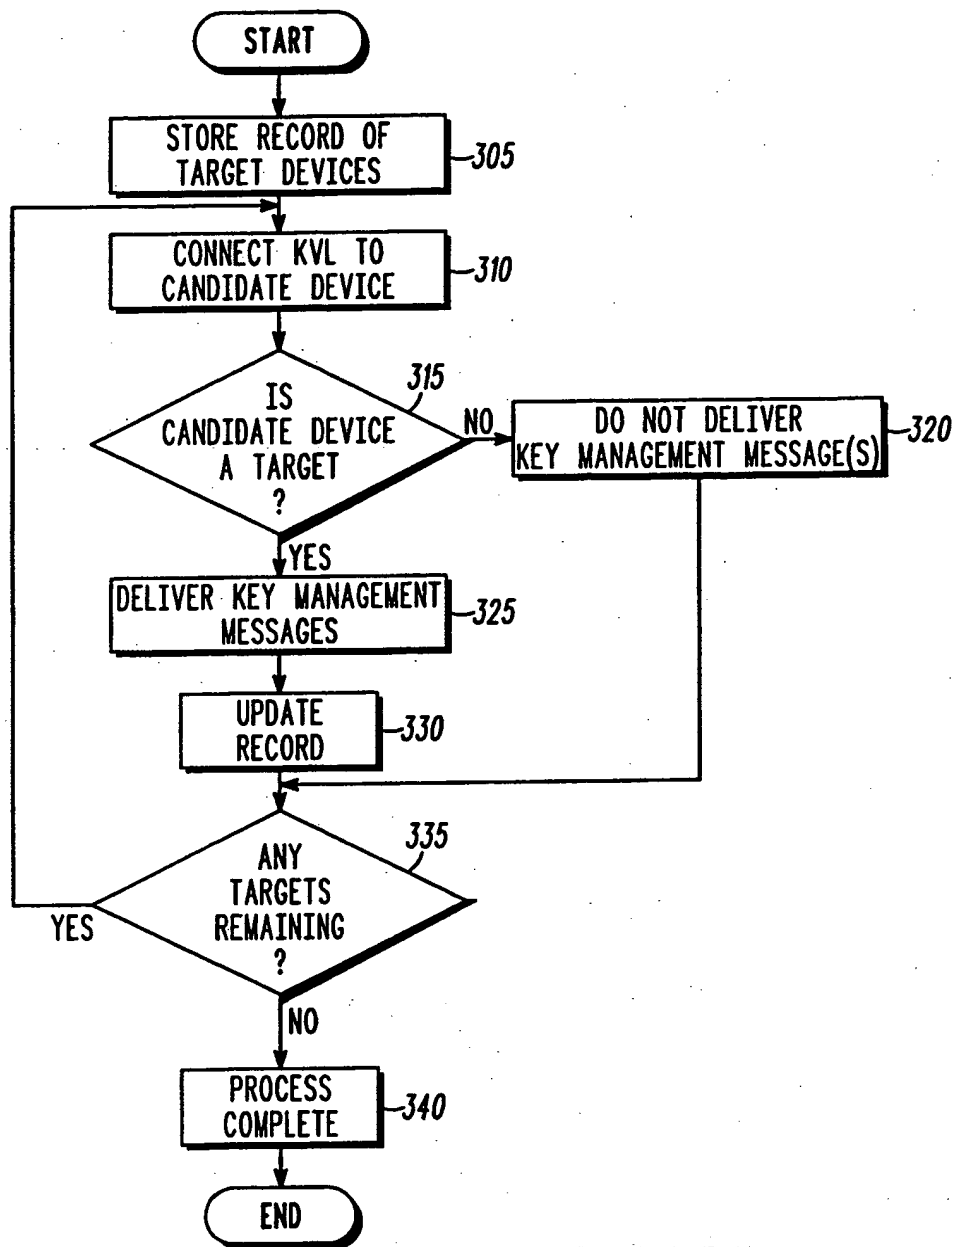 START
STORE RECORD OF
TARGET DEVICES
305
CONNECT KVL TO
CANDIDATE DEVICE
310
315
IS
CANDIDATE DEVICE
A TARGET
?
NO
DO NOT DELIVER
KEY MANAGEMENT MESSAGE(S)
320
YES
DELIVER KEY MANAGEMENT
MESSAGES
325
UPDATE
RECORD
330
335
ANY
TARGETS
REMAINING
?
YES
NO
PROCESS
COMPLETE
340
END